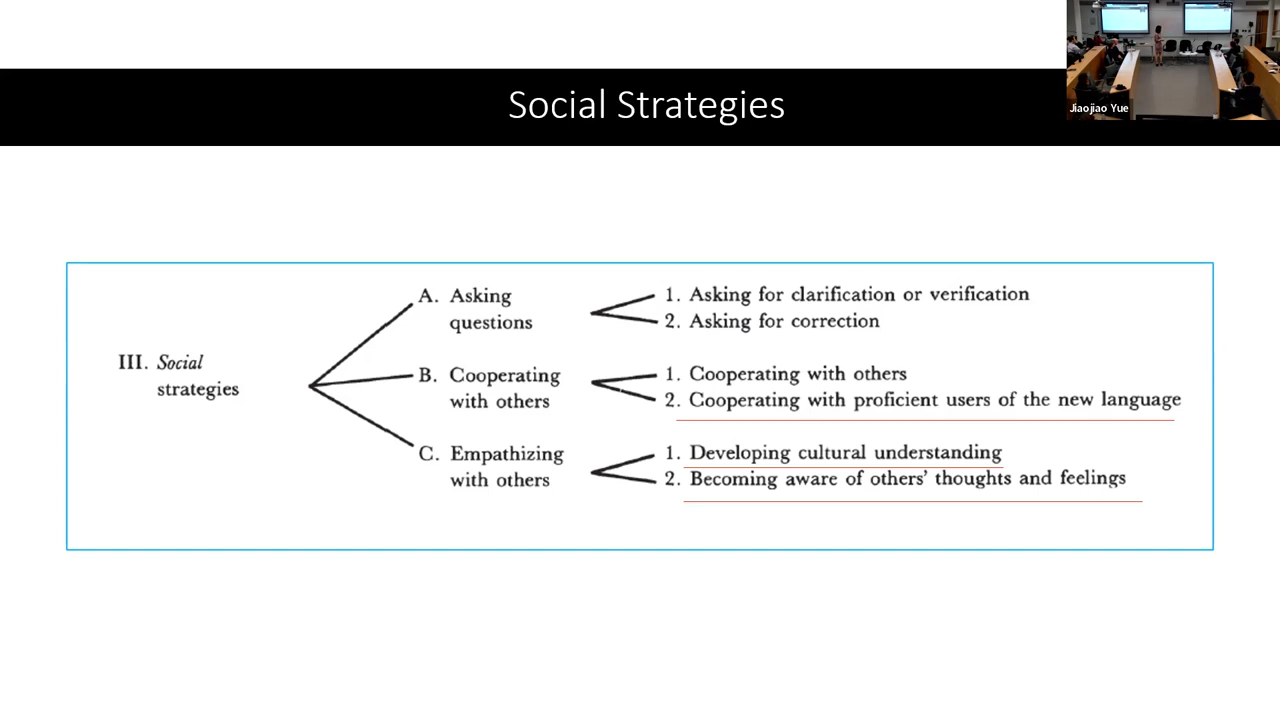 Social Strategies
Jiaojiao Yue
III. Social
strategies
A. Asking
questions
1. Asking for clarification or verification
2. Asking for correction
B. Cooperating
with others
1. Cooperating with others
2. Cooperating with proficient users of the new language
C. Empathizing
with others
1. Developing cultural understanding
2. Becoming aware of others' thoughts and feelings